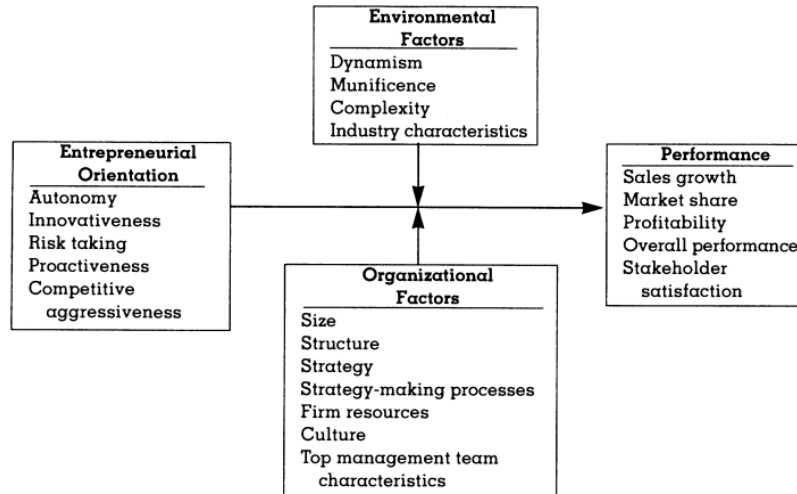 Environmental
Factors
Dynamism
Munificence
Complexity
Industry characteristics
Entrepreneurial
Orientation
Autonomy
Innovativeness
Risk taking
Proactiveness
Competitive
aggressiveness
Performance
Sales growth
Market share
Profitability
Overall performance
Stakeholder
satisfaction
Organizational
Factors
Size
Structure
Strategy
Strategy-making processes
Firm resources
Culture
Top management team
characteristics